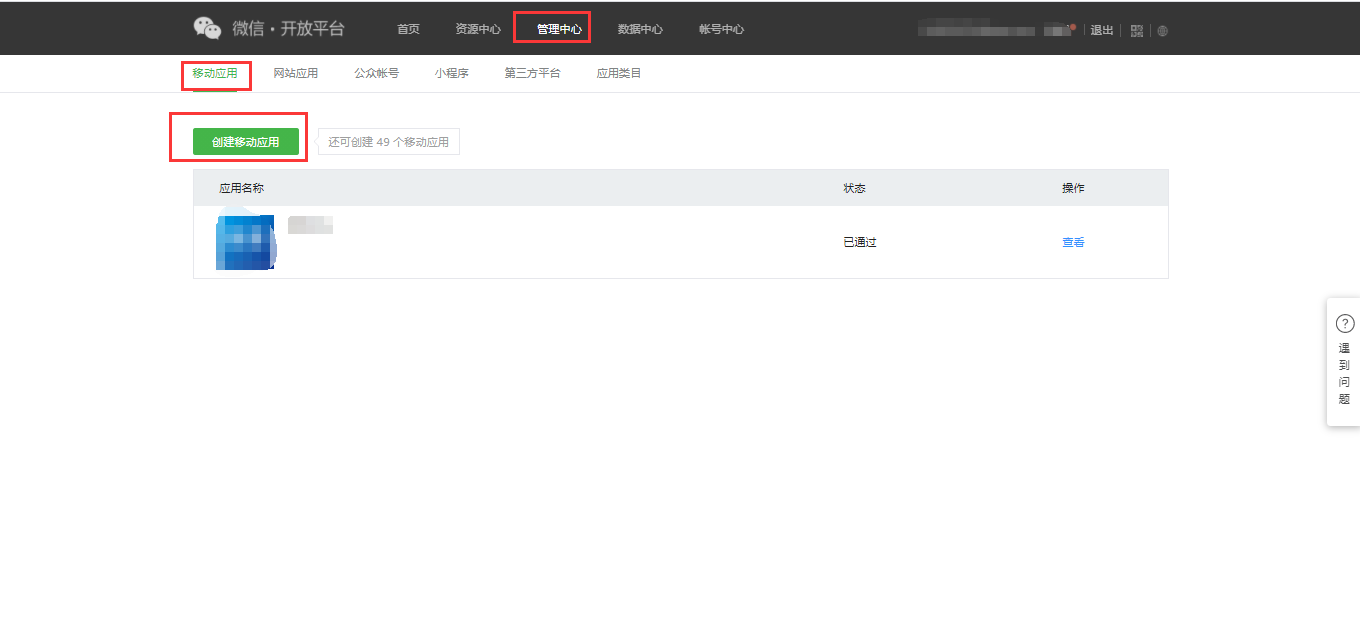 微信·开放平台 首页 资源中心 管理中心 数据中心 帐号中心 退出
移动应用 网站应用 公众帐号 小程序 第三方平台 应用类目
创建移动应用 还可创建 49 个移动应用
应用名称 状态 操作
已通过 查看
?
遇
到
问
题